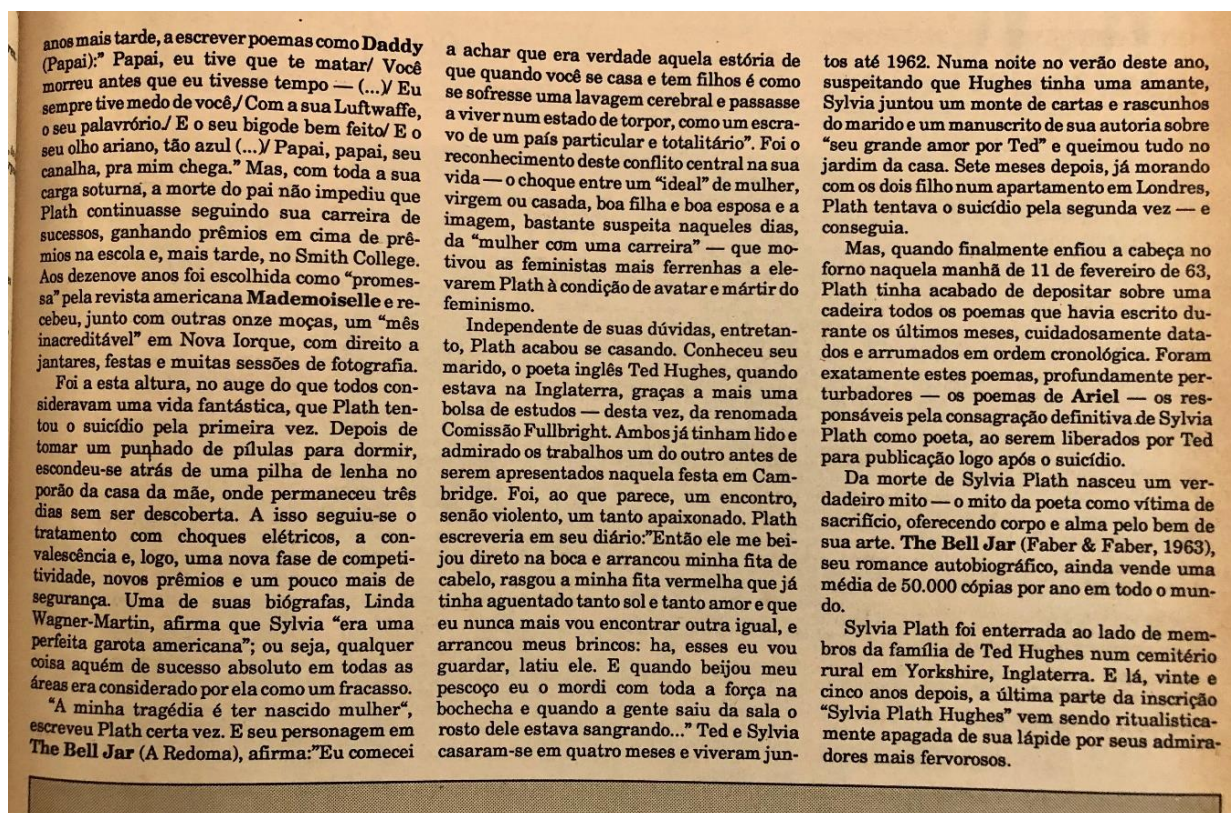 anos mais tarde, a escrever poemas como Daddy
(Papai):" Papai, eu tive que te matar/ Você
morreu antes que eu tivesse tempo — (...)/ Eu
sempre tive medo de você,/ Com a sua Luftwaffe,
o seu palavrório./ E o seu bigode bem feito/ E o
seu olho ariano, tão azul (...)/ Papai, papai, seu
canalha, pra mim chega." Mas, com toda a sua
carga soturna, a morte do pai não impediu que
Plath continuasse seguindo sua carreira de
sucessos, ganhando prêmios em cima de prê-
mios na escola e, mais tarde, no Smith College.
Aos dezenove anos foi escolhida como "promes-
sa" pela revista americana Mademoiselle e re-
cebeu, junto com outras onze moças, um "mês
inacreditável" em Nova Iorque, com direito a
jantares, festas e muitas sessões de fotografia.
Foi a esta altura, no auge do que todos con-
sideravam uma vida fantástica, que Plath ten-
tou o suicídio pela primeira vez. Depois de
tomar um punhado de pílulas para dormir,
escondeu-se atrás de uma pilha de lenha no
porão da casa da mãe, onde permaneceu três
dias sem ser descoberta. A isso seguiu-se o
tratamento com choques elétricos, a con-
valescência e, logo, uma nova fase de competi-
tividade, novos prêmios e um pouco mais de
segurança. Uma de suas biógrafas, Linda
Wagner-Martin, afirma que Sylvia "era uma
perfeita garota americana"; ou seja, qualquer
coisa aquém de sucesso absoluto em todas as
áreas era considerado por ela como um fracasso.
"A minha tragédia é ter nascido mulher",
escreveu Plath certa vez. E seu personagem em
The Bell Jar (A Redoma), afirma:"Eu comecei
a achar que era verdade aquela estória de
que quando você se casa e tem filhos é como
se sofresse uma lavagem cerebral e passasse
a viver num estado de torpor, como um escra-
vo de um país particular e totalitário". Foi o
reconhecimento deste conflito central na sua
vida — o choque entre um "ideal" de mulher,
virgem ou casada, boa filha e boa esposa e a
imagem, bastante suspeita naqueles dias,
da "mulher com uma carreira" — que mo-
tivou as feministas mais ferrenhas a ele-
varem Plath à condição de avatar e mártir do
feminismo.
Independente de suas dúvidas, entretan-
to, Plath acabou se casando. Conheceu seu
marido, o poeta inglês Ted Hughes, quando
estava na Inglaterra, graças a mais uma
bolsa de estudos — desta vez, da renomada
Comissão Fullbright. Ambos já tinham lido e
admirado os trabalhos um do outro antes de
serem apresentados naquela festa em Cam-
bridge. Foi, ao que parece, um encontro,
senão violento, um tanto apaixonado. Plath
escreveria em seu diário:"Então ele me bei-
jou direto na boca e arrancou minha fita de
cabelo, rasgou a minha fita vermelha que já
tinha aguentado tanto sol e tanto amor e que
eu nunca mais vou encontrar outra igual, e
arrancou meus brincos: ha, esses eu vou
guardar, latiu ele. E quando beijou meu
pescoço eu o mordi com toda a força na
bochecha e quando a gente saiu da sala o
rosto dele estava sangrando..." Ted e Sylvia
casaram-se em quatro meses e viveram jun-
tos até 1962. Numa noite no verão deste ano,
suspeitando que Hughes tinha uma amante,
Sylvia juntou um monte de cartas e rascunhos
do marido e um manuscrito de sua autoria sobre
"seu grande amor por Ted" e queimou tudo no
jardim da casa. Sete meses depois, já morando
com os dois filho num apartamento em Londres,
Plath tentava o suicídio pela segunda vez — e
conseguia.
Mas, quando finalmente enfiou a cabeça no
forno naquela manhã de 11 de fevereiro de 63,
Plath tinha acabado de depositar sobre uma
cadeira todos os poemas que havia escrito du-
rante os últimos meses, cuidadosamente data-
dos e arrumados em ordem cronológica. Foram
exatamente estes poemas, profundamente per-
turbadores — os poemas de Ariel — os res-
ponsáveis pela consagração definitiva de Sylvia
Plath como poeta, ao serem liberados por Ted
para publicação logo após o suicídio.
Da morte de Sylvia Plath nasceu um ver-
dadeiro mito — o mito da poeta como vítima de
sacrifício, oferecendo corpo e alma pelo bem de
sua arte. The Bell Jar (Faber & Faber, 1963),
seu romance autobiográfico, ainda vende uma
média de 50.000 cópias por ano em todo o mun-
do.
Sylvia Plath foi enterrada ao lado de mem-
bros da família de Ted Hughes num cemitério
rural em Yorkshire, Inglaterra. E lá, vinte e
cinco anos depois, a última parte da inscrição
"Sylvia Plath Hughes" vem sendo ritualistica-
mente apagada de sua lápide por seus admira-
dores mais fervorosos.